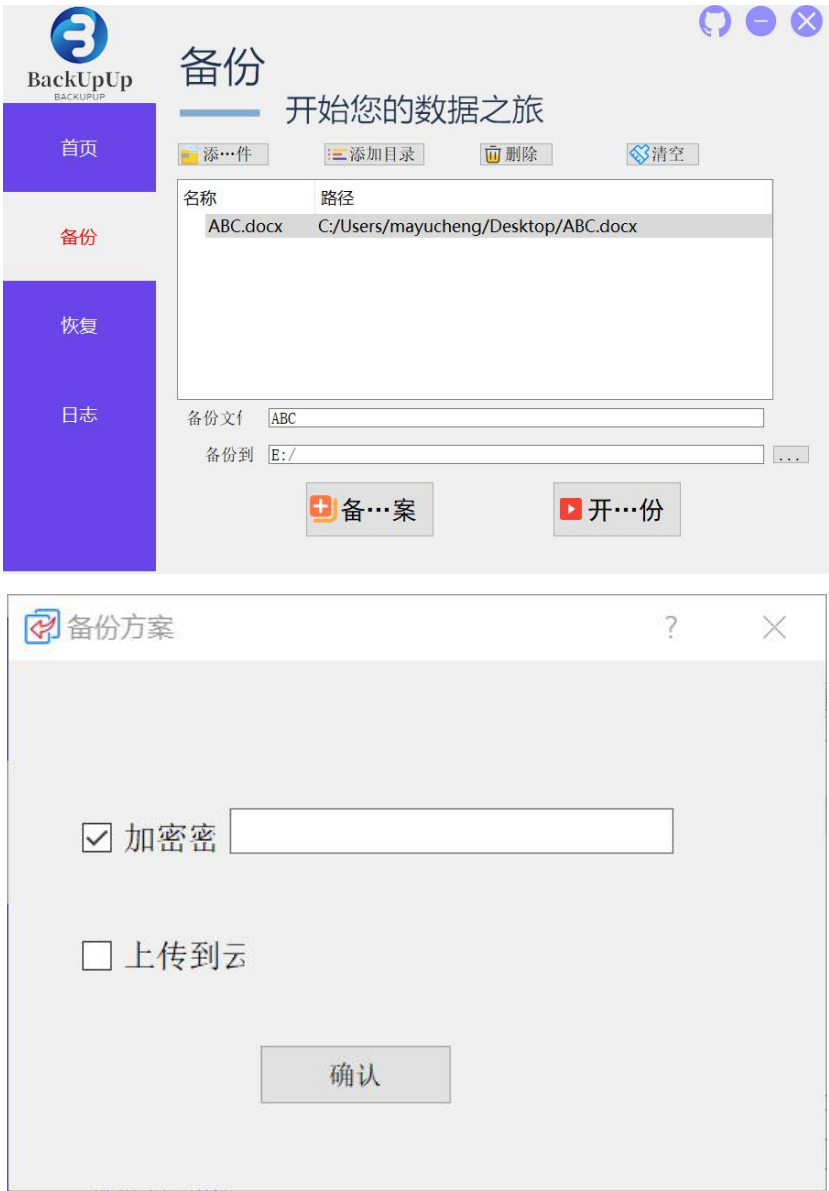 BackUpUp
BACKUPUP
首页
备份
恢复
日志
备份
开始您的数据之旅
添…件 添加目录 删除 清空
名称 路径
ABC.docx C:/Users/mayucheng/Desktop/ABC.docx
备份文 ABC
备份到 E:/ ...
备…案 开…份
备份方案 ? ×
加密密
上传到云
确认